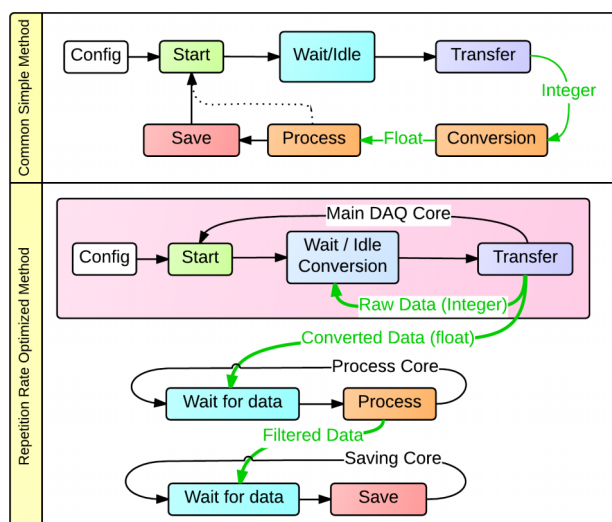 Common Simple Method
Config
Start
Wait/Idle
Transfer
Integer
Save
Process
Float
Conversion
Repetition Rate Optimized Method
Main DAQ Core
Config
Start
Wait / Idle
Conversion
Transfer
Raw Data (Integer)
Converted Data (float)
Process Core
Wait for data
Process
Filtered Data
Saving Core
Wait for data
Save